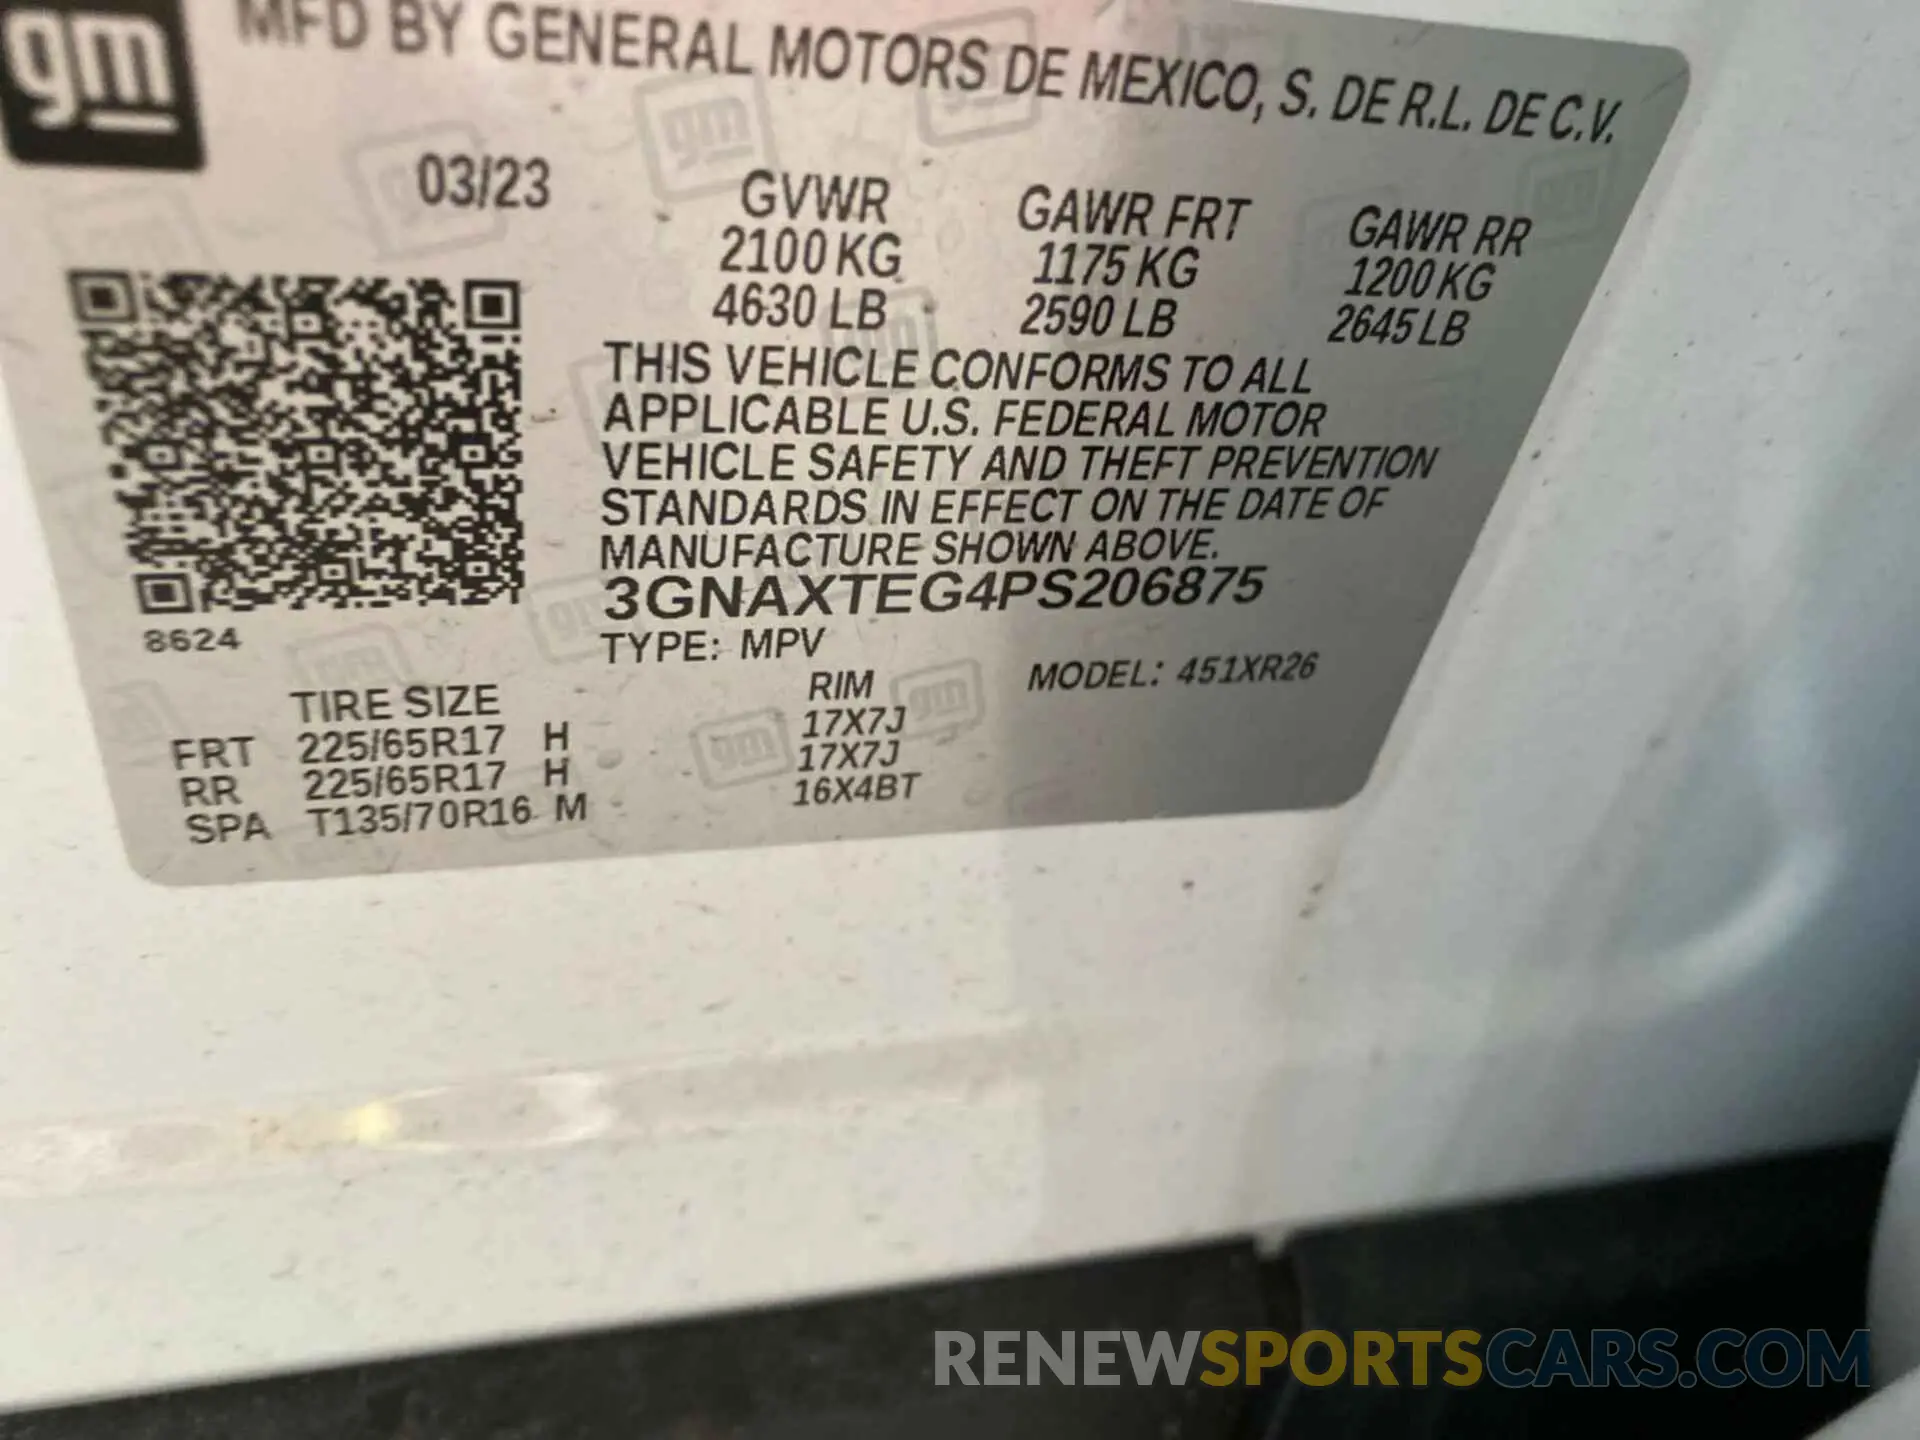 gm
MFD BY GENERAL MOTORS DE MEXICO, S. DE R.L. DE C.V.
03/23
GVWR GAWR FRT GAWR RR
2100 KG 1175 KG 1200 KG
4630 LB 2590 LB 2645 LB
THIS VEHICLE CONFORMS TO ALL
APPLICABLE U.S. FEDERAL MOTOR
VEHICLE SAFETY AND THEFT PREVENTION
STANDARDS IN EFFECT ON THE DATE OF
MANUFACTURE SHOWN ABOVE.
3GNAXTEG4PS206875
8624
TYPE: MPV MODEL: 451XR26
TIRE SIZE RIM
FRT 225/65R17 H 17X7J
RR 225/65R17 H 17X7J
SPA T135/70R16 M 16X4BT
RENEWSPORTSCARS.COM